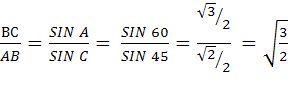 BC/AB = SIN A/SIN C = SIN 60/SIN 45 = (√3/2)/(√2/2) = √(3/2)